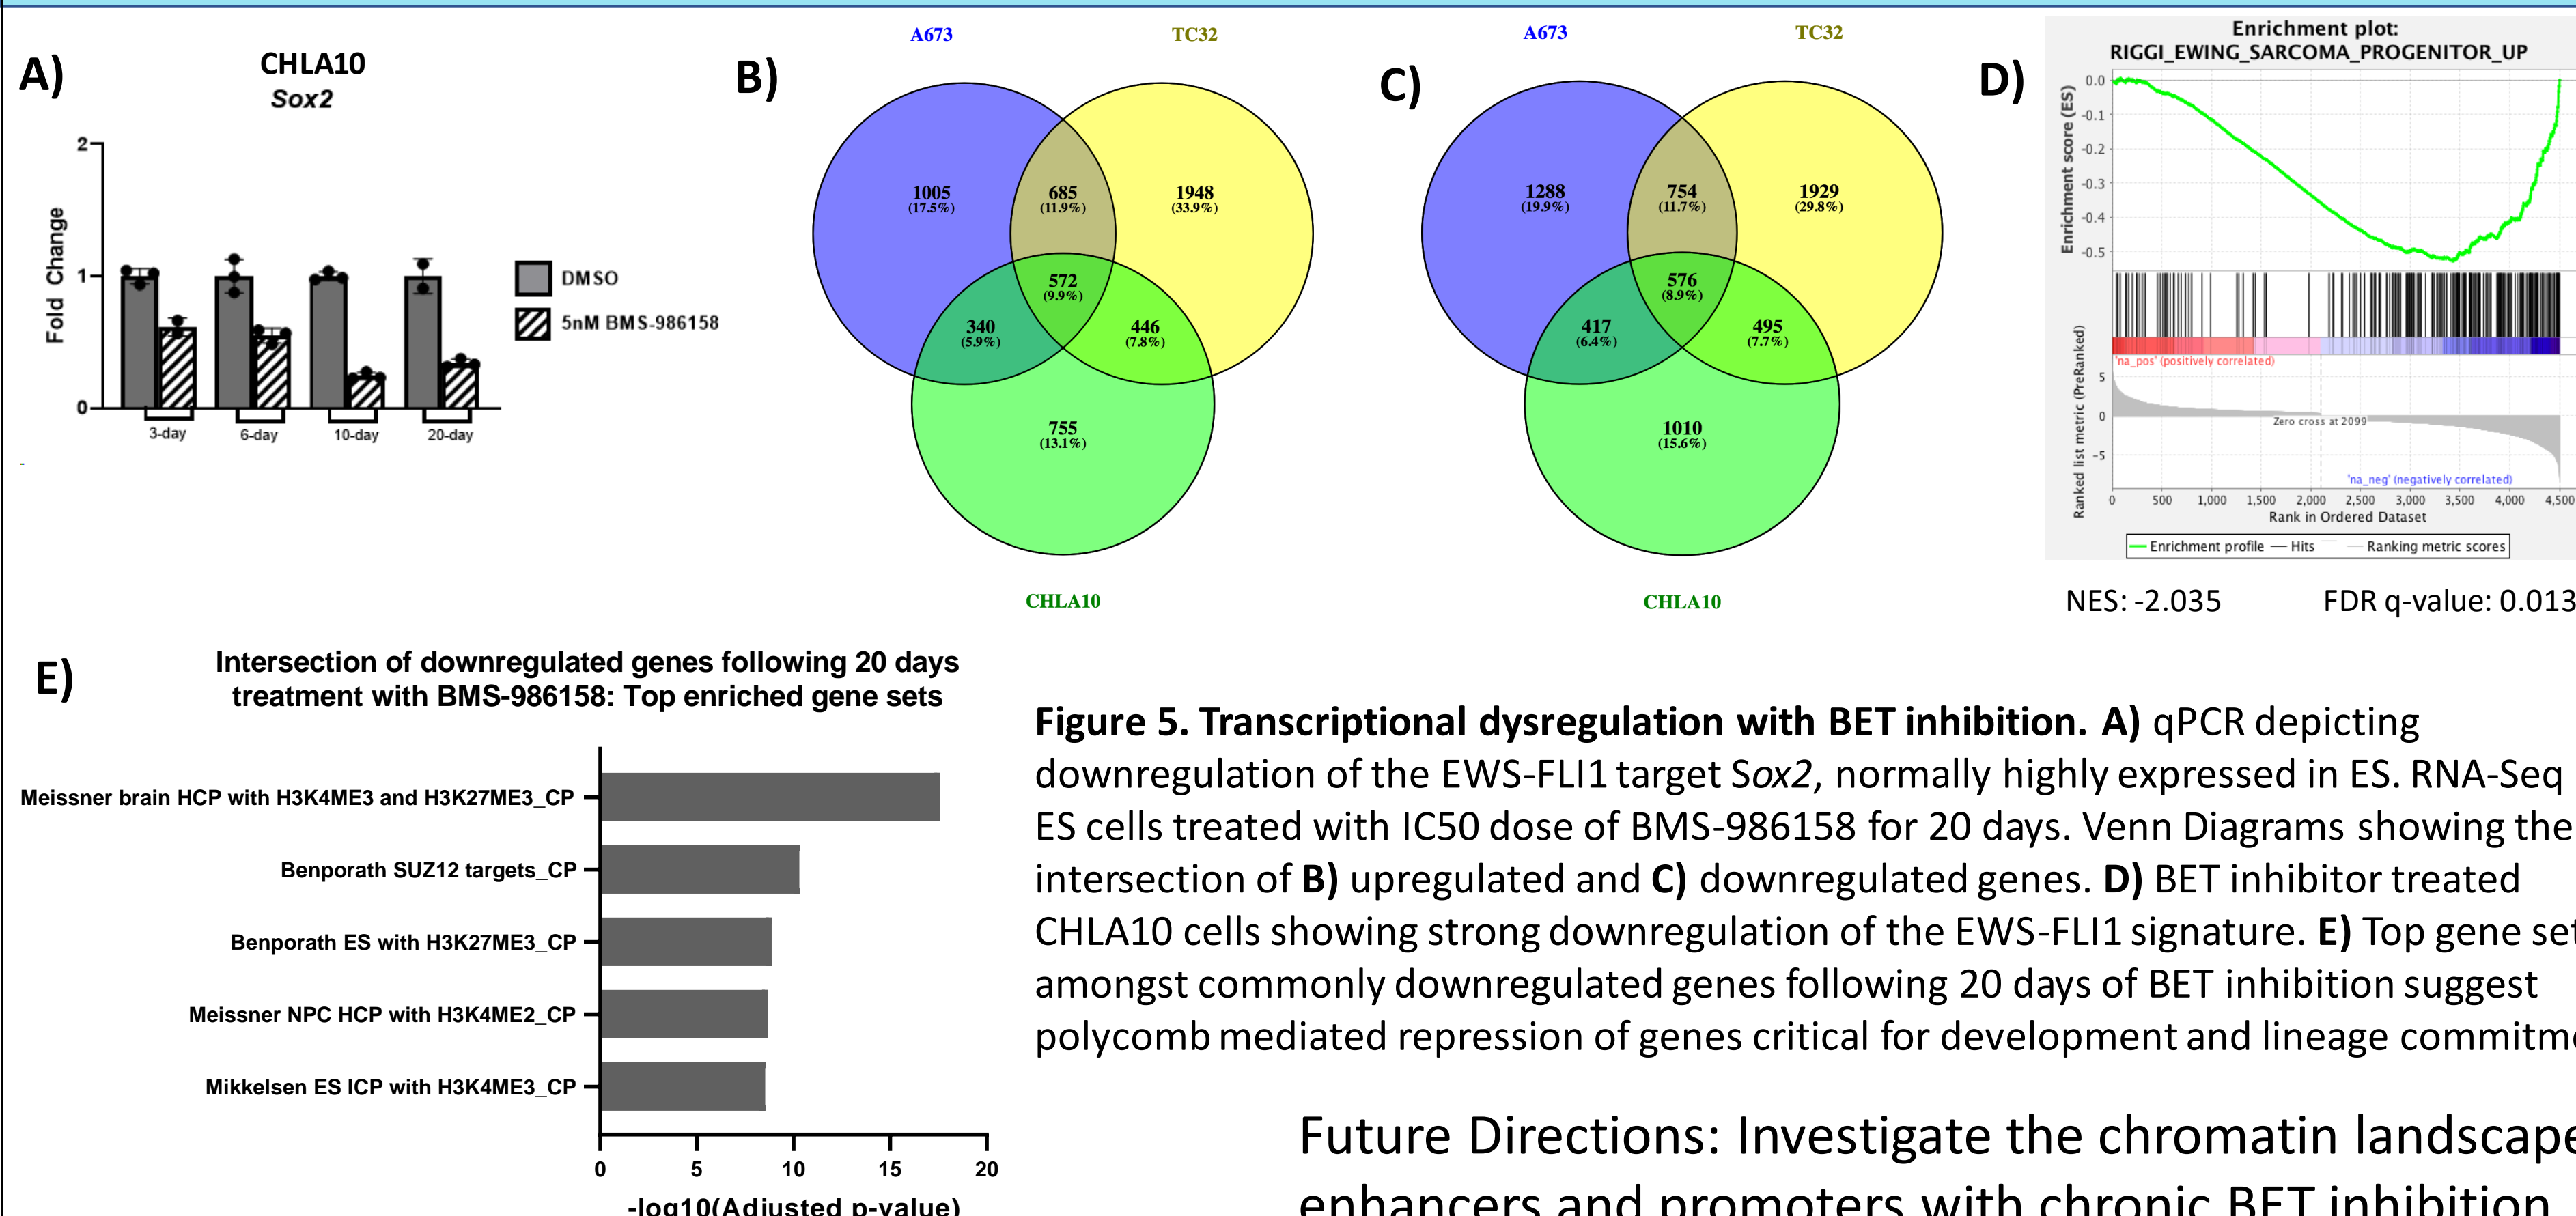 A)
CHLA10
Sox2
Fold Change
2
1
0
3-day
6-day
10-day
20-day
DMSO
5nM BMS-986158
B)
A673
TC32
1005
(17.5%)
685
(11.9%)
1948
(33.9%)
572
(9.9%)
340
(5.9%)
446
(7.8%)
755
(13.1%)
CHLA10
C)
A673
TC32
1288
(19.9%)
754
(11.7%)
1929
(29.8%)
576
(8.9%)
417
(6.4%)
495
(7.7%)
1010
(15.6%)
CHLA10
D)
Enrichment plot:
RIGGI_EWING_SARCOMA_PROGENITOR_UP
Enrichment score (ES)
0.0
-0.1
-0.2
-0.3
-0.4
-0.5
'na_pos' (positively correlated)
Ranked list metric (PreRanked)
5
0
-5
Zero cross at 2099
'na_neg' (negatively correlated)
0 500 1,000 1,500 2,000 2,500 3,000 3,500 4,000 4,500
Rank in Ordered Dataset
Enrichment profile Hits Ranking metric scores
NES: -2.035 FDR q-value: 0.013
E)
Intersection of downregulated genes following 20 days
treatment with BMS-986158: Top enriched gene sets
Meissner brain HCP with H3K4ME3 and H3K27ME3_CP
Benporath SUZ12 targets_CP
Benporath ES with H3K27ME3_CP
Meissner NPC HCP with H3K4ME2_CP
Mikkelsen ES ICP with H3K4ME3_CP
0 5 10 15 20
-log10(Adjusted p-value)
Figure 5. Transcriptional dysregulation with BET inhibition. A) qPCR depicting
downregulation of the EWS-FLI1 target Sox2, normally highly expressed in ES. RNA-Seq
ES cells treated with IC50 dose of BMS-986158 for 20 days. Venn Diagrams showing the
intersection of B) upregulated and C) downregulated genes. D) BET inhibitor treated
CHLA10 cells showing strong downregulation of the EWS-FLI1 signature. E) Top gene set
amongst commonly downregulated genes following 20 days of BET inhibition suggest
polycomb mediated repression of genes critical for development and lineage commitm
Future Directions: Investigate the chromatin landscape
enhancers and promoters with chronic BET inhibition